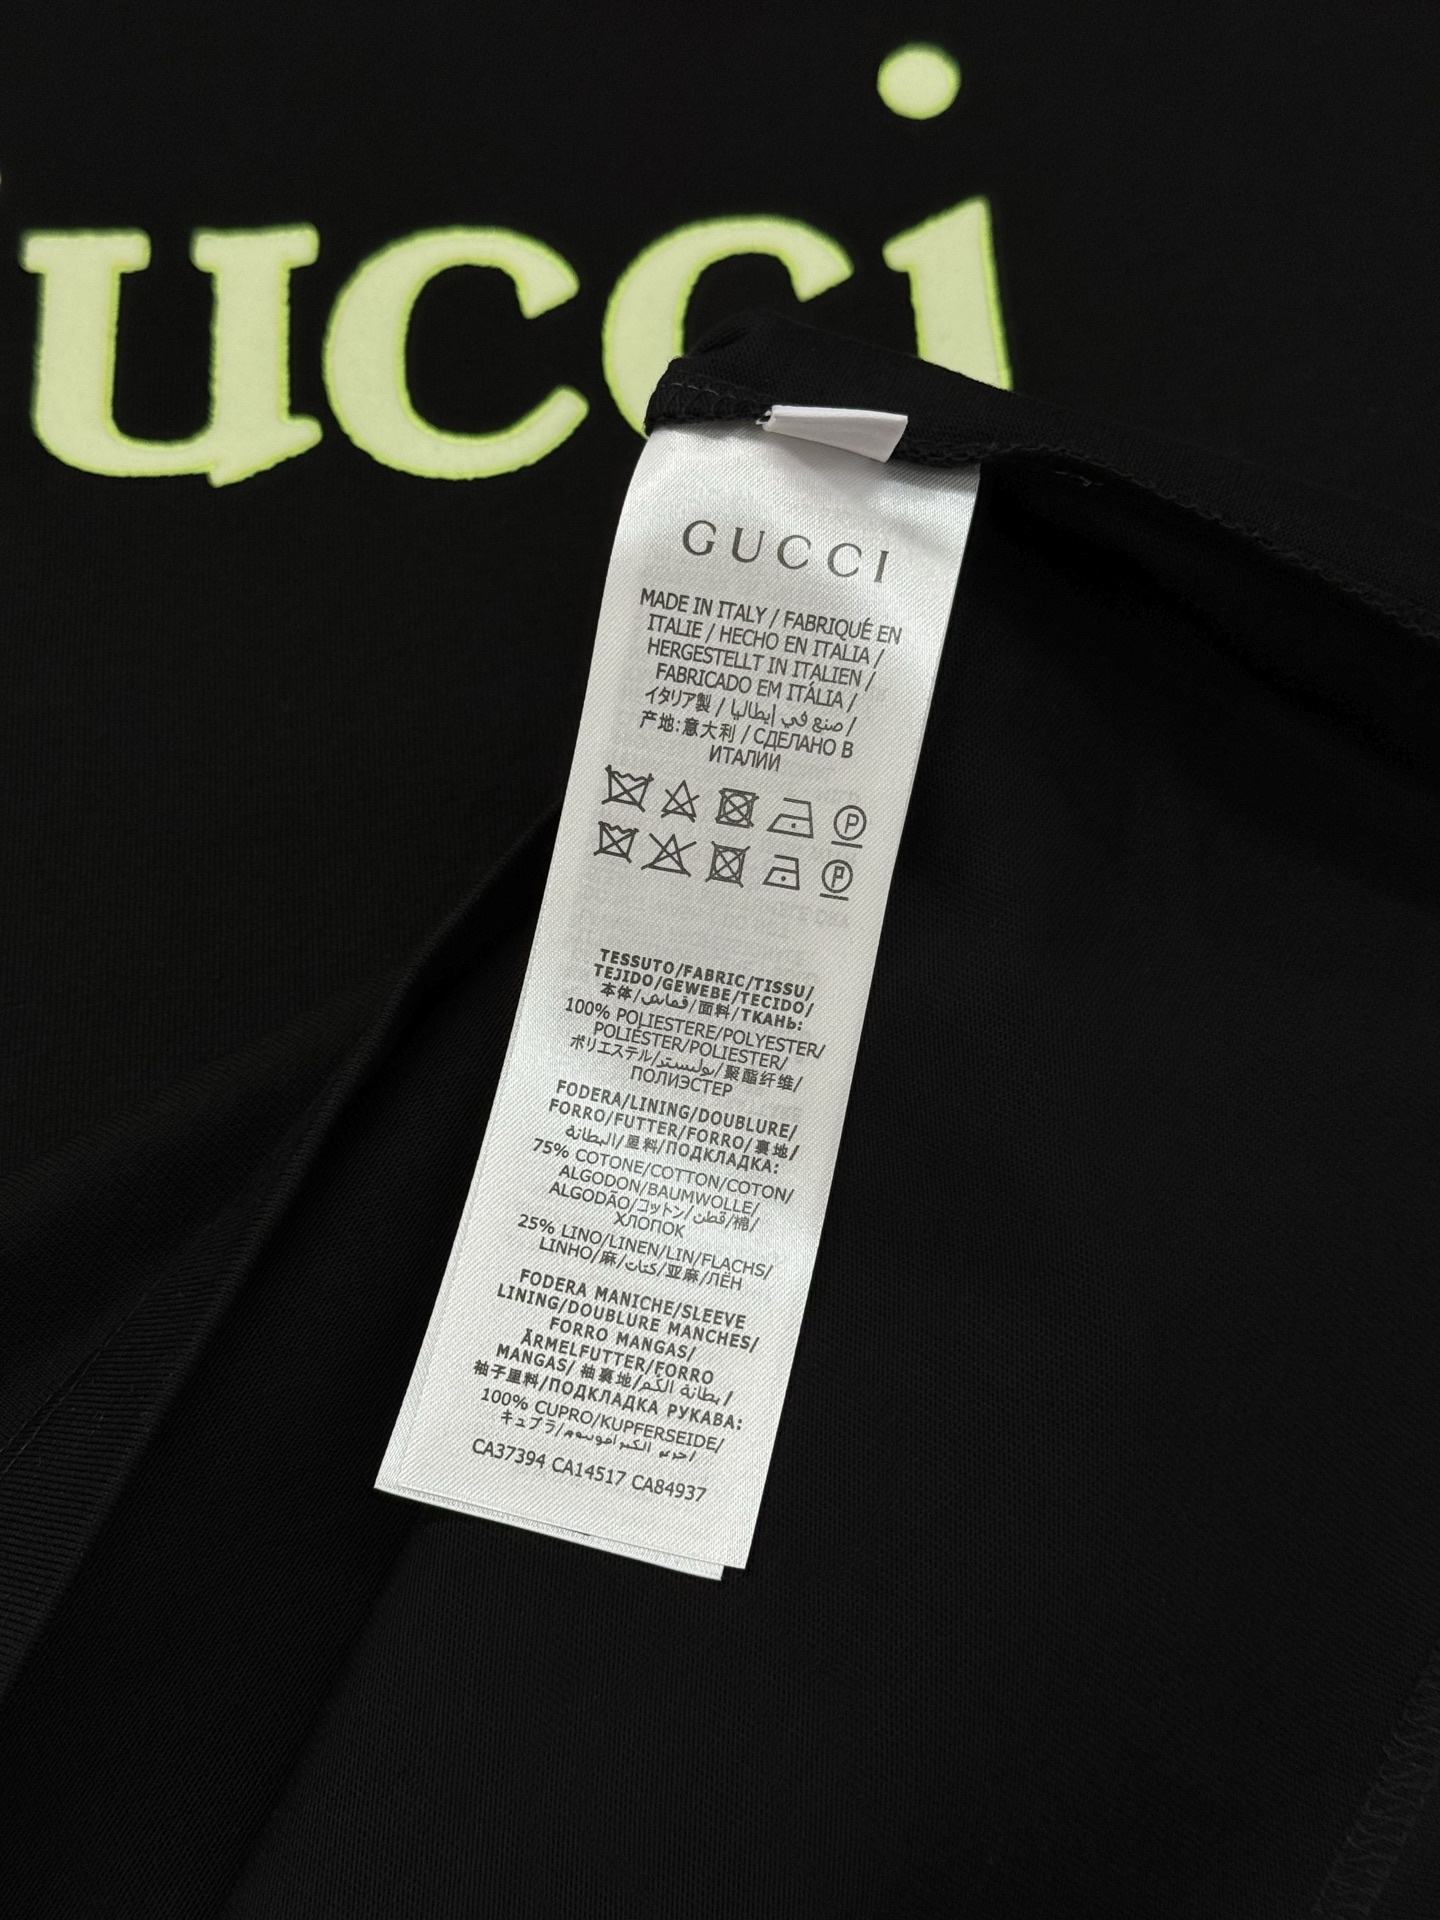 ucci
GUCCI
MADE IN ITALY / FABRIQUÉ EN
ITALIE / HECHO EN ITALIA /
HERGESTELLT IN ITALIEN /
FABRICADO EM ITÁLIA /
イタリア製 / صنع في إيطاليا /
产地:意大利 / СДЕЛАНО В
ИТАЛИИ
P
P
TESSUTO/FABRIC/TISSU/
TEJIDO/GEWEBE/TECIDO/
本体/قماش/面料/ТКАНЬ:
100% POLIESTERE/POLYESTER/
POLIÉSTER/POLIESTER/
ポリエステル/بوليستر/聚酯纤维/
ПОЛИЭСТЕР
FODERA/LINING/DOUBLURE/
FORRO/FUTTER/FORRO/裏地/
البطانة/里料/ПОДКЛАДКА:
75% COTONE/COTTON/COTON/
ALGODON/BAUMWOLLE/
ALGODÃO/コットン/قطن/棉/
ХЛОПОК
25% LINO/LINEN/LIN/FLACHS/
LINHO/麻/كتان/亚麻/ЛЁН
FODERA MANICHE/SLEEVE
LINING/DOUBLURE MANCHES/
FORRO MANGAS/
ÄRMELFUTTER/FORRO
MANGAS/ 袖裏地/بطانة الكم/
袖子里料/ПОДКЛАДКА РУКАВА:
100% CUPRO/KUPFERSEIDE/
キュプラ/
CA37394 CA14517 CA84937